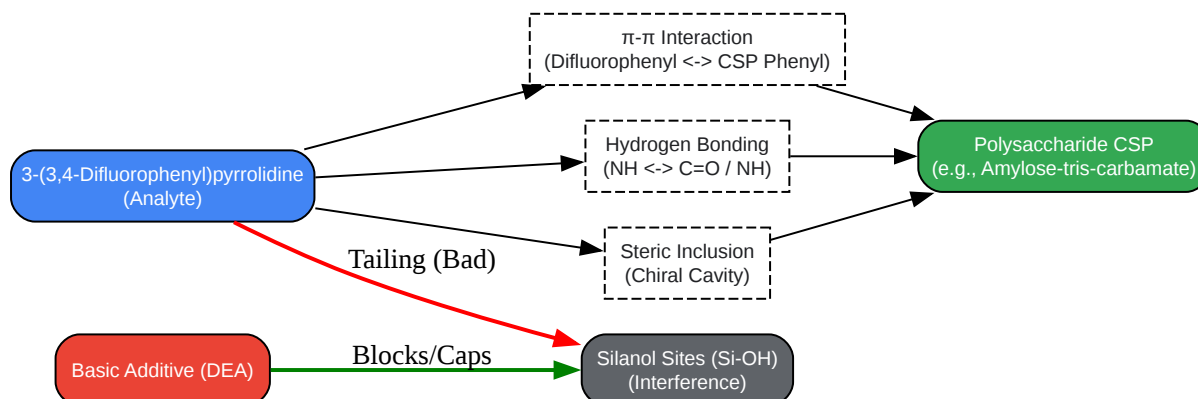 π-π Interaction
(Difluorophenyl <-> CSP Phenyl)
3-(3,4-Difluorophenyl)pyrrolidine
(Analyte)
Hydrogen Bonding
(NH <-> C=O / NH)
Polysaccharide CSP
(e.g., Amylose-tris-carbamate)
Steric Inclusion
(Chiral Cavity)
Tailing (Bad)
Basic Additive (DEA)
Blocks/Caps
Silanol Sites (Si-OH)
(Interference)